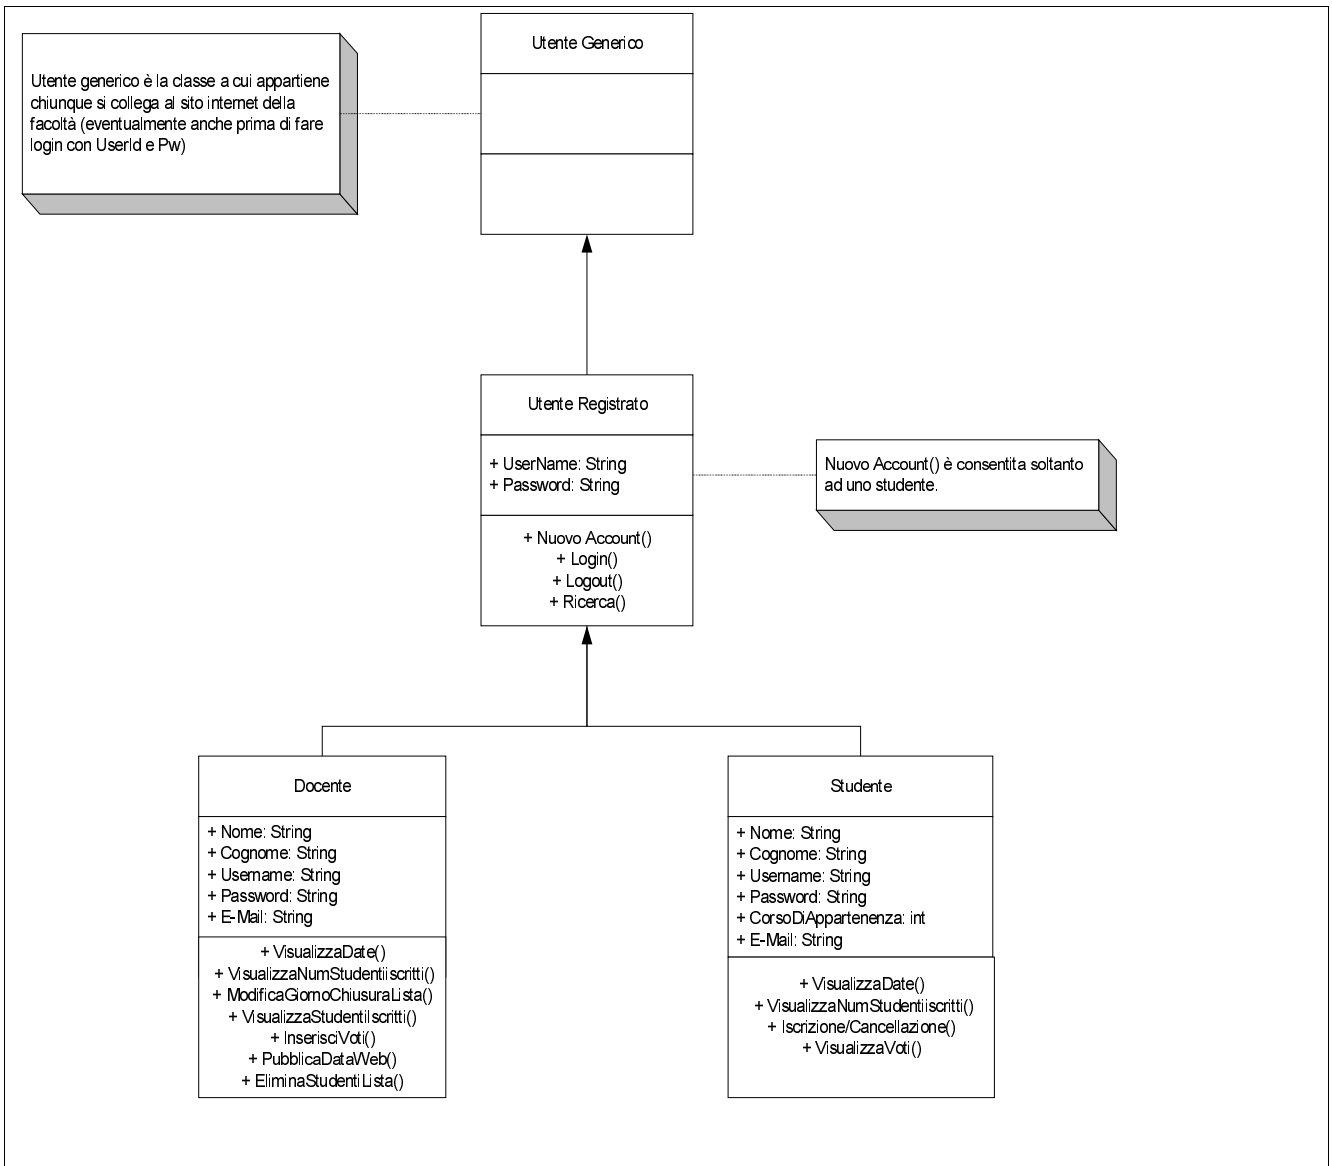 Utente Generico
Utente generico è la classe a cui appartiene
chiunque si collega al sito internet della
facoltà (eventualmente anche prima di fare
login con UserId e Pw)
Utente Registrato
+ UserName: String
+ Password: String
+ Nuovo Account()
+ Login()
+ Logout()
+ Ricerca()
Nuovo Account() è consentita soltanto
ad uno studente.
Docente
+ Nome: String
+ Cognome: String
+ Username: String
+ Password: String
+ E-Mail: String
+ VisualizzaDate()
+ VisualizzaNumStudentiiscritti()
+ ModificaGiornoChiusuraLista()
+ VisualizzaStudentiIscritti()
+ InserisciVoti()
+ PubblicaDataWeb()
+ EliminaStudentiLista()
Studente
+ Nome: String
+ Cognome: String
+ Username: String
+ Password: String
+ CorsoDiAppartenenza: int
+ E-Mail: String
+ VisualizzaDate()
+ VisualizzaNumStudentiiscritti()
+ Iscrizione/Cancellazione()
+ VisualizzaVoti()